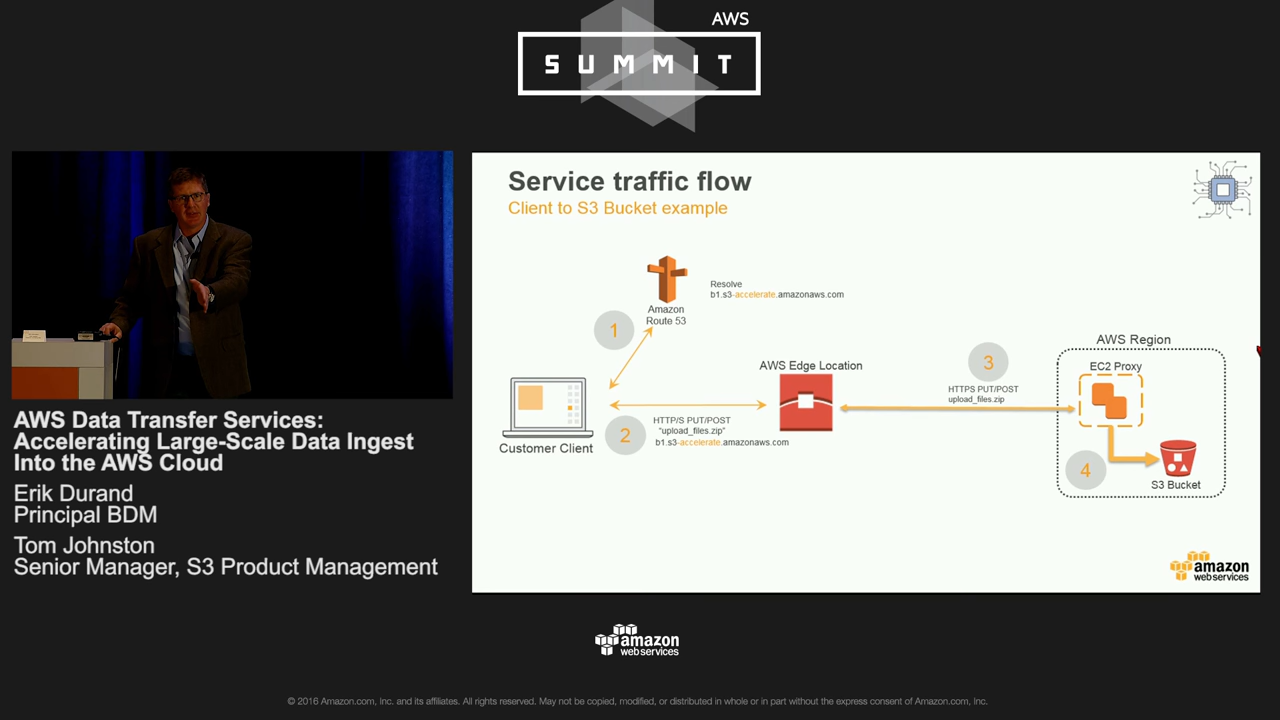 AWS
SUMMIT
Service traffic flow
Client to S3 Bucket example
Resolve
b1.s3-accelerate.amazonaws.com
Amazon
Route 53
1
AWS Region
3
AWS Edge Location
EC2 Proxy
HTTPS PUT/POST
upload_files.zip
HTTP/S PUT/POST
"upload_files.zip"
b1.s3-accelerate.amazonaws.com
2
Customer Client
4
S3 Bucket
amazon
web services
AWS Data Transfer Services:
Accelerating Large-Scale Data Ingest
Into the AWS Cloud
Erik Durand
Principal BDM
Tom Johnston
Senior Manager, S3 Product Management
amazon
web services
© 2016 Amazon.com, Inc. and its affiliates. All rights reserved. May not be copied, modified, or distributed in whole or in part without the express consent of Amazon.com, Inc.